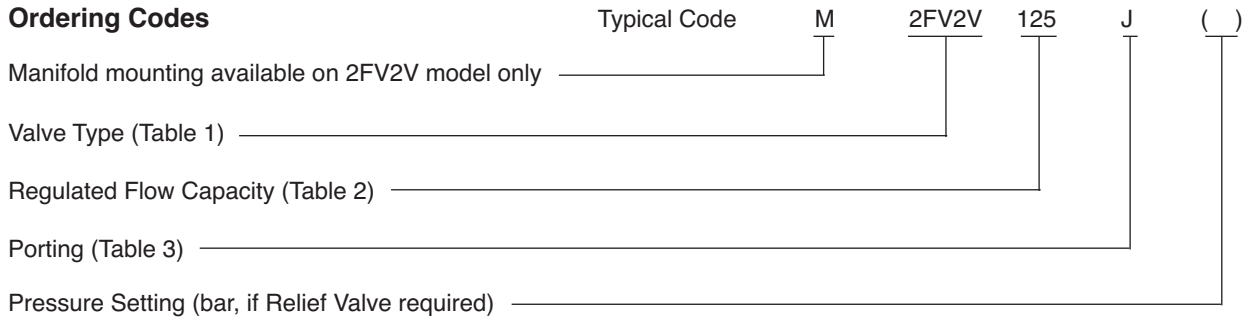 Ordering Codes Typical Code M 2FV2V 125 J ( )
Manifold mounting available on 2FV2V model only
Valve Type (Table 1)
Regulated Flow Capacity (Table 2)
Porting (Table 3)
Pressure Setting (bar, if Relief Valve required)